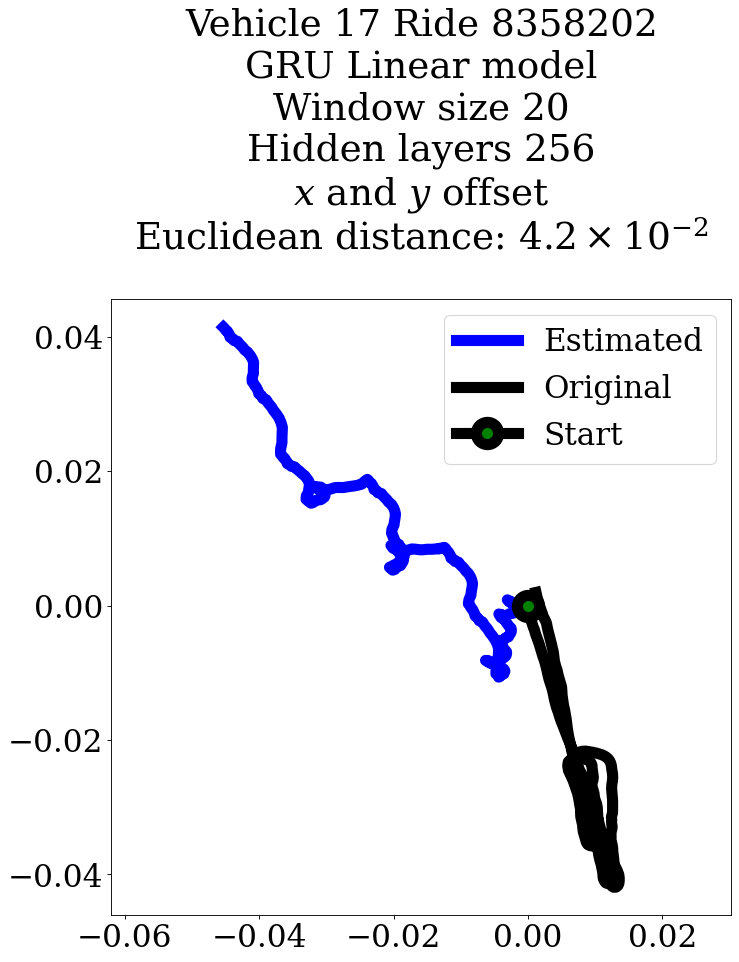 Vehicle 17 Ride 8358202
GRU Linear model
Window size 20
Hidden layers 256
x and y offset
Euclidean distance: 4.2 × 10⁻²
Estimated
Original
Start
0.04
0.02
0.00
−0.02
−0.04
−0.06 −0.04 −0.02 0.00 0.02